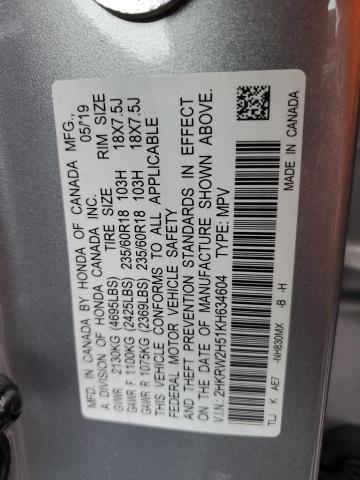 MFD. IN CANADA BY HONDA OF CANADA MFG.,
A DIVISION OF HONDA CANADA INC. 05/19
TIRE SIZE RIM SIZE
GVWR 2130KG (4695LBS)
GAWR F 1100KG (2425LBS) 235/60R18 103H 18X7.5J
GAWR R 1075KG (2369LBS) 235/60R18 103H 18X7.5J
THIS VEHICLE CONFORMS TO ALL APPLICABLE
FEDERAL MOTOR VEHICLE SAFETY
AND THEFT PREVENTION STANDARDS IN EFFECT
ON THE DATE OF MANUFACTURE SHOWN ABOVE.
V.I.N.: 2HKRW2H51KH634604 TYPE: MPV
TLJ K AE7 -NH830MX -B -H
MADE IN CANADA